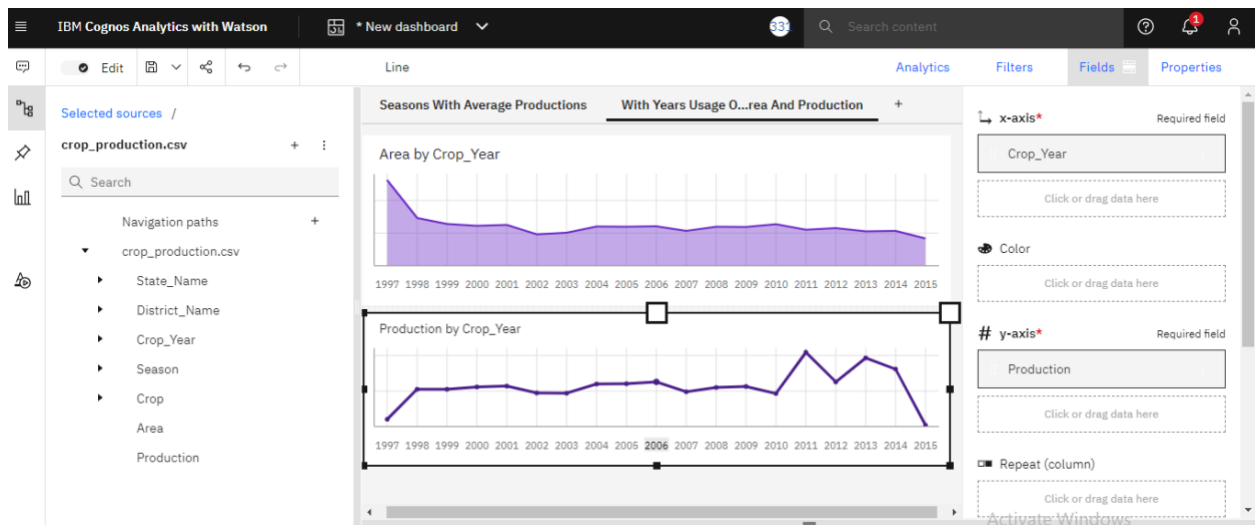 IBM Cognos Analytics with Watson
* New dashboard
331
Search content
1
Edit
Line
Analytics
Filters
Fields
Properties
Selected sources /
crop_production.csv
Search
Navigation paths
crop_production.csv
State_Name
District_Name
Crop_Year
Season
Crop
Area
Production
Seasons With Average Productions
With Years Usage O...rea And Production
Area by Crop_Year
1997 1998 1999 2000 2001 2002 2003 2004 2005 2006 2007 2008 2009 2010 2011 2012 2013 2014 2015
Production by Crop_Year
1997 1998 1999 2000 2001 2002 2003 2004 2005 2006 2007 2008 2009 2010 2011 2012 2013 2014 2015
x-axis*
Required field
Crop_Year
Click or drag data here
Color
Click or drag data here
# y-axis*
Required field
Production
Click or drag data here
Repeat (column)
Click or drag data here
Activate Windows